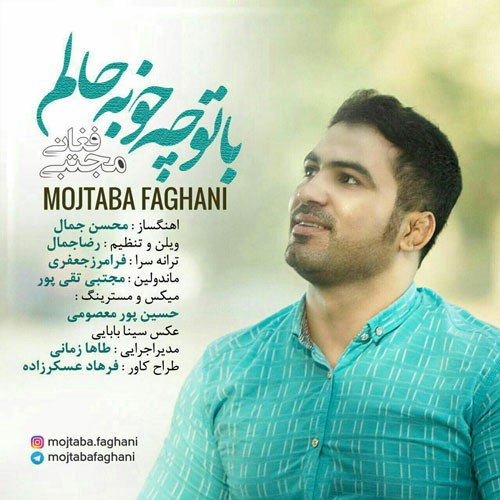 با تو چه خوبه حالم
مجتبی فغانی
MOJTABA FAGHANI
اهنگساز : محسن جمال
ویلن و تنظیم : رضاجمال
ترانه سرا : فرامرزجعفری
ماندولین : مجتبی تقی پور
میکس و مسترینگ :
حسین پور معصومی
عکس سینا بابایی
مدیراجرایی : طاها زمانی
طراح کاور : فرهاد عسکرزاده
mojtaba.faghani
mojtabafaghani